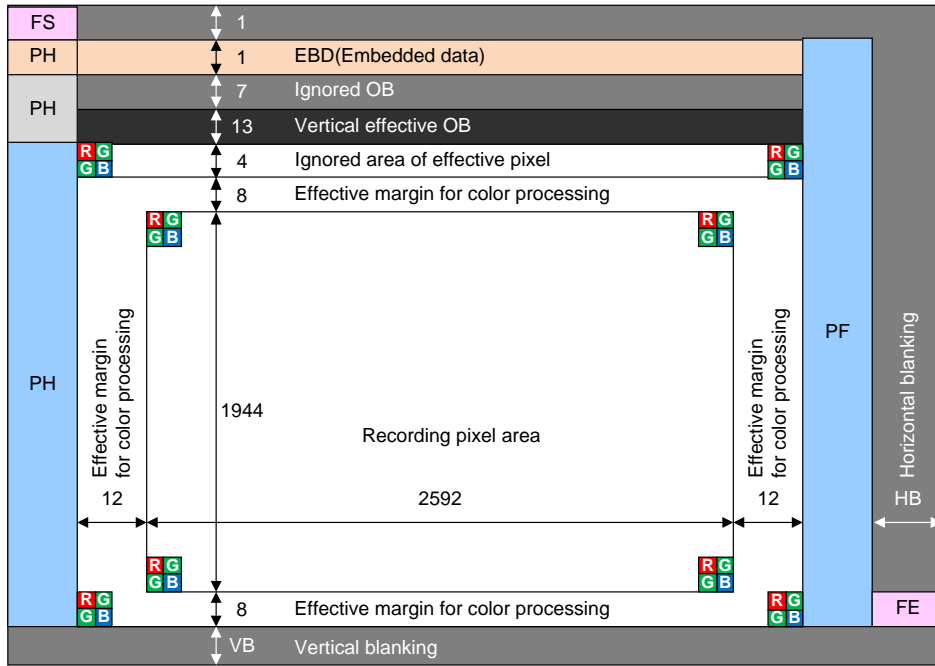 FS
1
PH
1
EBD(Embedded data)
7
Ignored OB
PH
13
Vertical effective OB
R G
G B
4
Ignored area of effective pixel
R G
G B
8
Effective margin for color processing
R G
G B
R G
G B
PH
Effective margin
for color processing
12
1944
Recording pixel area
2592
Effective margin
for color processing
12
PF
Horizontal blanking
HB
R G
G B
R G
G B
R G
G B
8
Effective margin for color processing
R G
G B
FE
VB
Vertical blanking